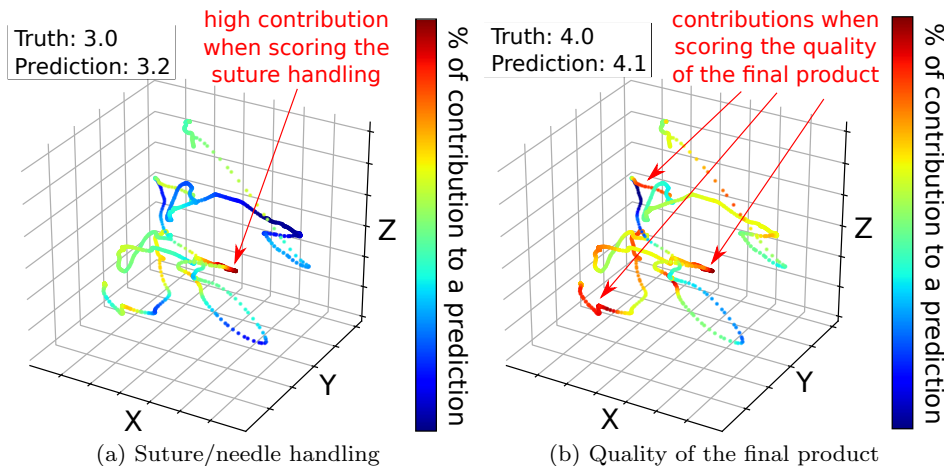 Truth: 3.0
Prediction: 3.2
high contribution
when scoring the
suture handling
% of contribution to a prediction
Z
Y
X
(a) Suture/needle handling
Truth: 4.0
Prediction: 4.1
contributions when
scoring the quality
of the final product
% of contribution to a prediction
Z
Y
X
(b) Quality of the final product